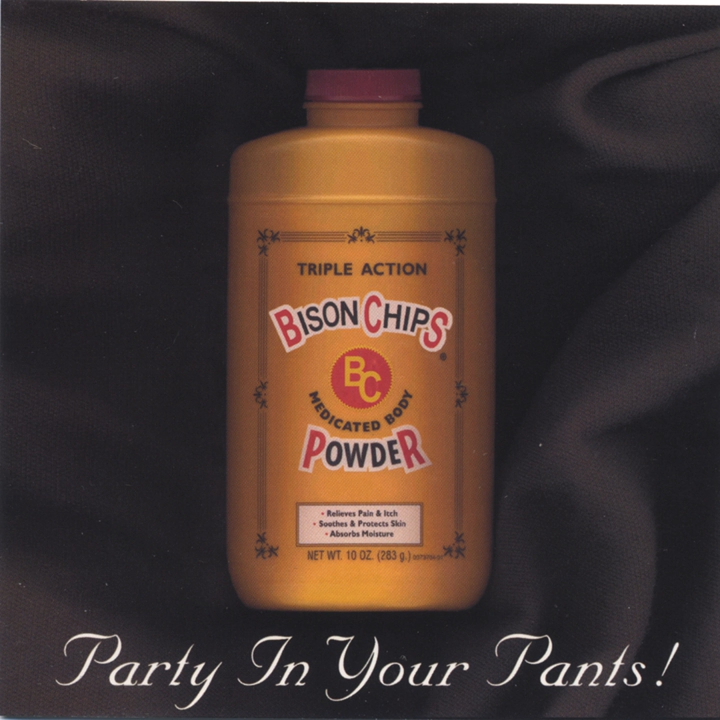 TRIPLE ACTION
BISON CHIPS
®
BC
MEDICATED BODY
POWDER
• Relieves Pain & Itch
• Soothes & Protects Skin
• Absorbs Moisture
NET WT. 10 OZ. (283 g.)
Party In Your Pants!